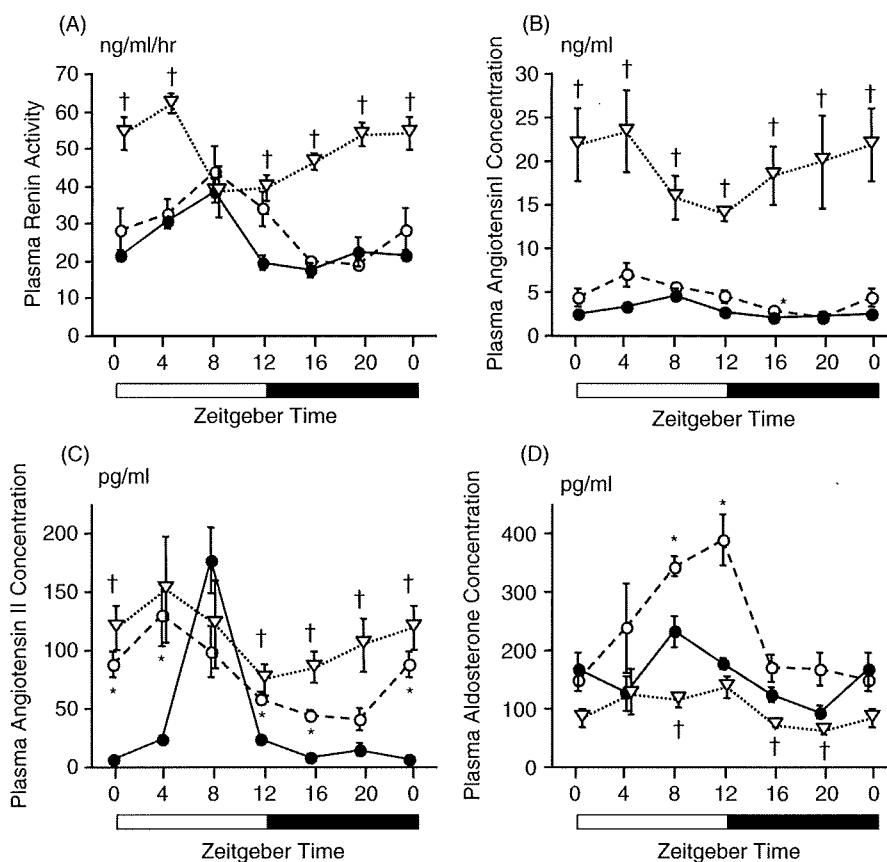 (A)
ng/ml/hr
Plasma Renin Activity
70
60
50
40
30
20
10
0
† † † † † †
0 4 8 12 16 20 0
Zeitgeber Time
(B)
ng/ml
Plasma AngiotensinI Concentration
30
25
20
15
10
5
0
† † † † † † †
*
0 4 8 12 16 20 0
Zeitgeber Time
(C)
pg/ml
Plasma Angiotensin II Concentration
200
150
100
50
0
† † † † †
* * * * *
0 4 8 12 16 20 0
Zeitgeber Time
(D)
pg/ml
Plasma Aldosterone Concentration
400
300
200
100
0
* *
† † †
0 4 8 12 16 20 0
Zeitgeber Time